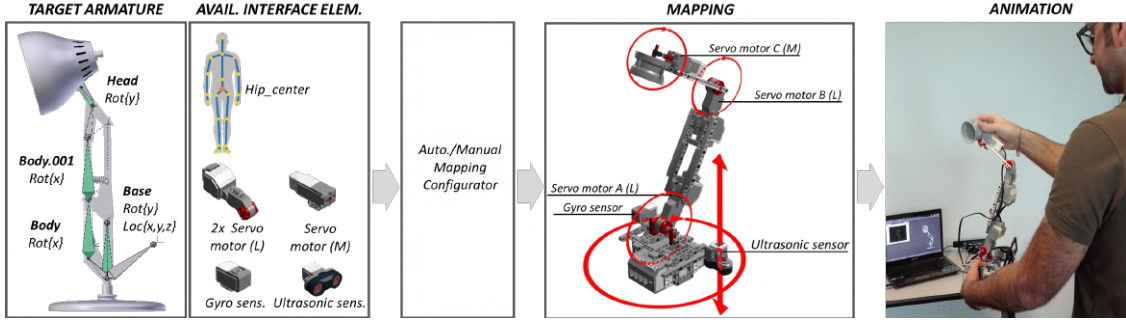 TARGET ARMATURE
AVAIL. INTERFACE ELEM.
MAPPING
ANIMATION
Head
Rot{y}
Body.001
Rot{x}
Base
Rot{y}
Loc{x,y,z}
Body
Rot{x}
Hip_center
2x Servo
motor (L)
Servo
motor (M)
Gyro sens.
Ultrasonic sens.
Auto./Manual
Mapping
Configurator
Servo motor C (M)
Servo motor B (L)
Servo motor A (L)
Gyro sensor
Ultrasonic sensor